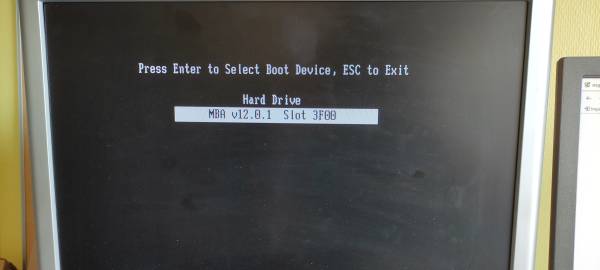 Press Enter to Select Boot Device, ESC to Exit
Hard Drive
MBA v12.0.1 Slot 3F00